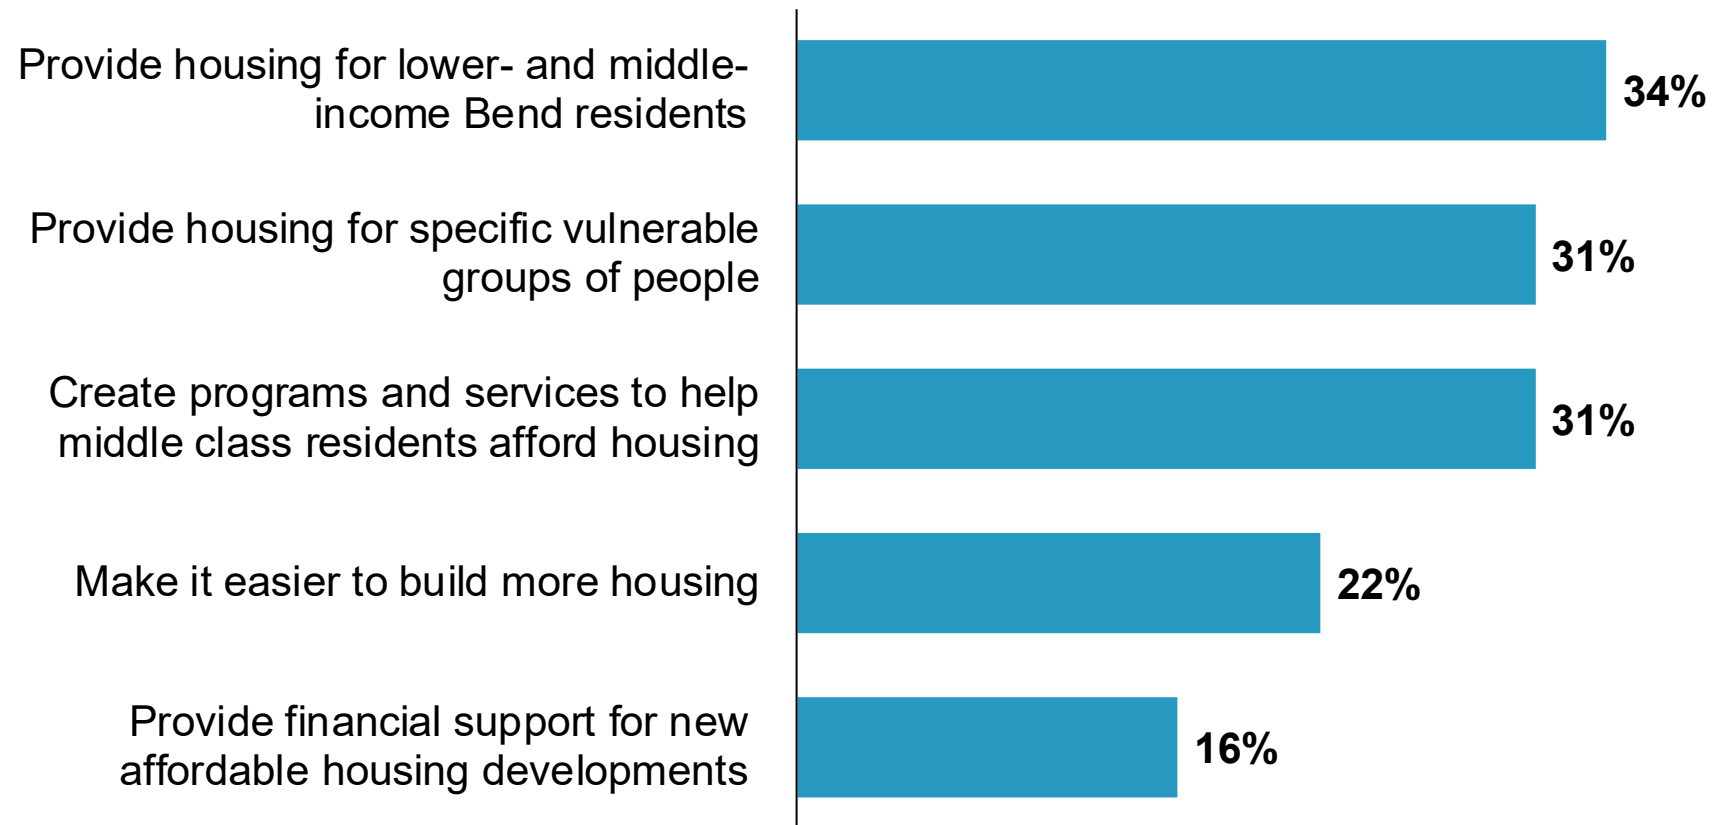 Provide housing for lower- and middle-
income Bend residents
34%
Provide housing for specific vulnerable
groups of people
31%
Create programs and services to help
middle class residents afford housing
31%
Make it easier to build more housing
22%
Provide financial support for new
affordable housing developments
16%